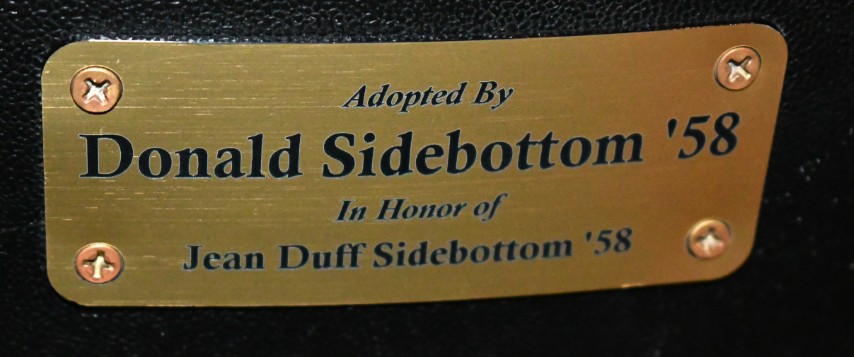 Adopted By
Donald Sidebottom '58
In Honor of
Jean Duff Sidebottom '58